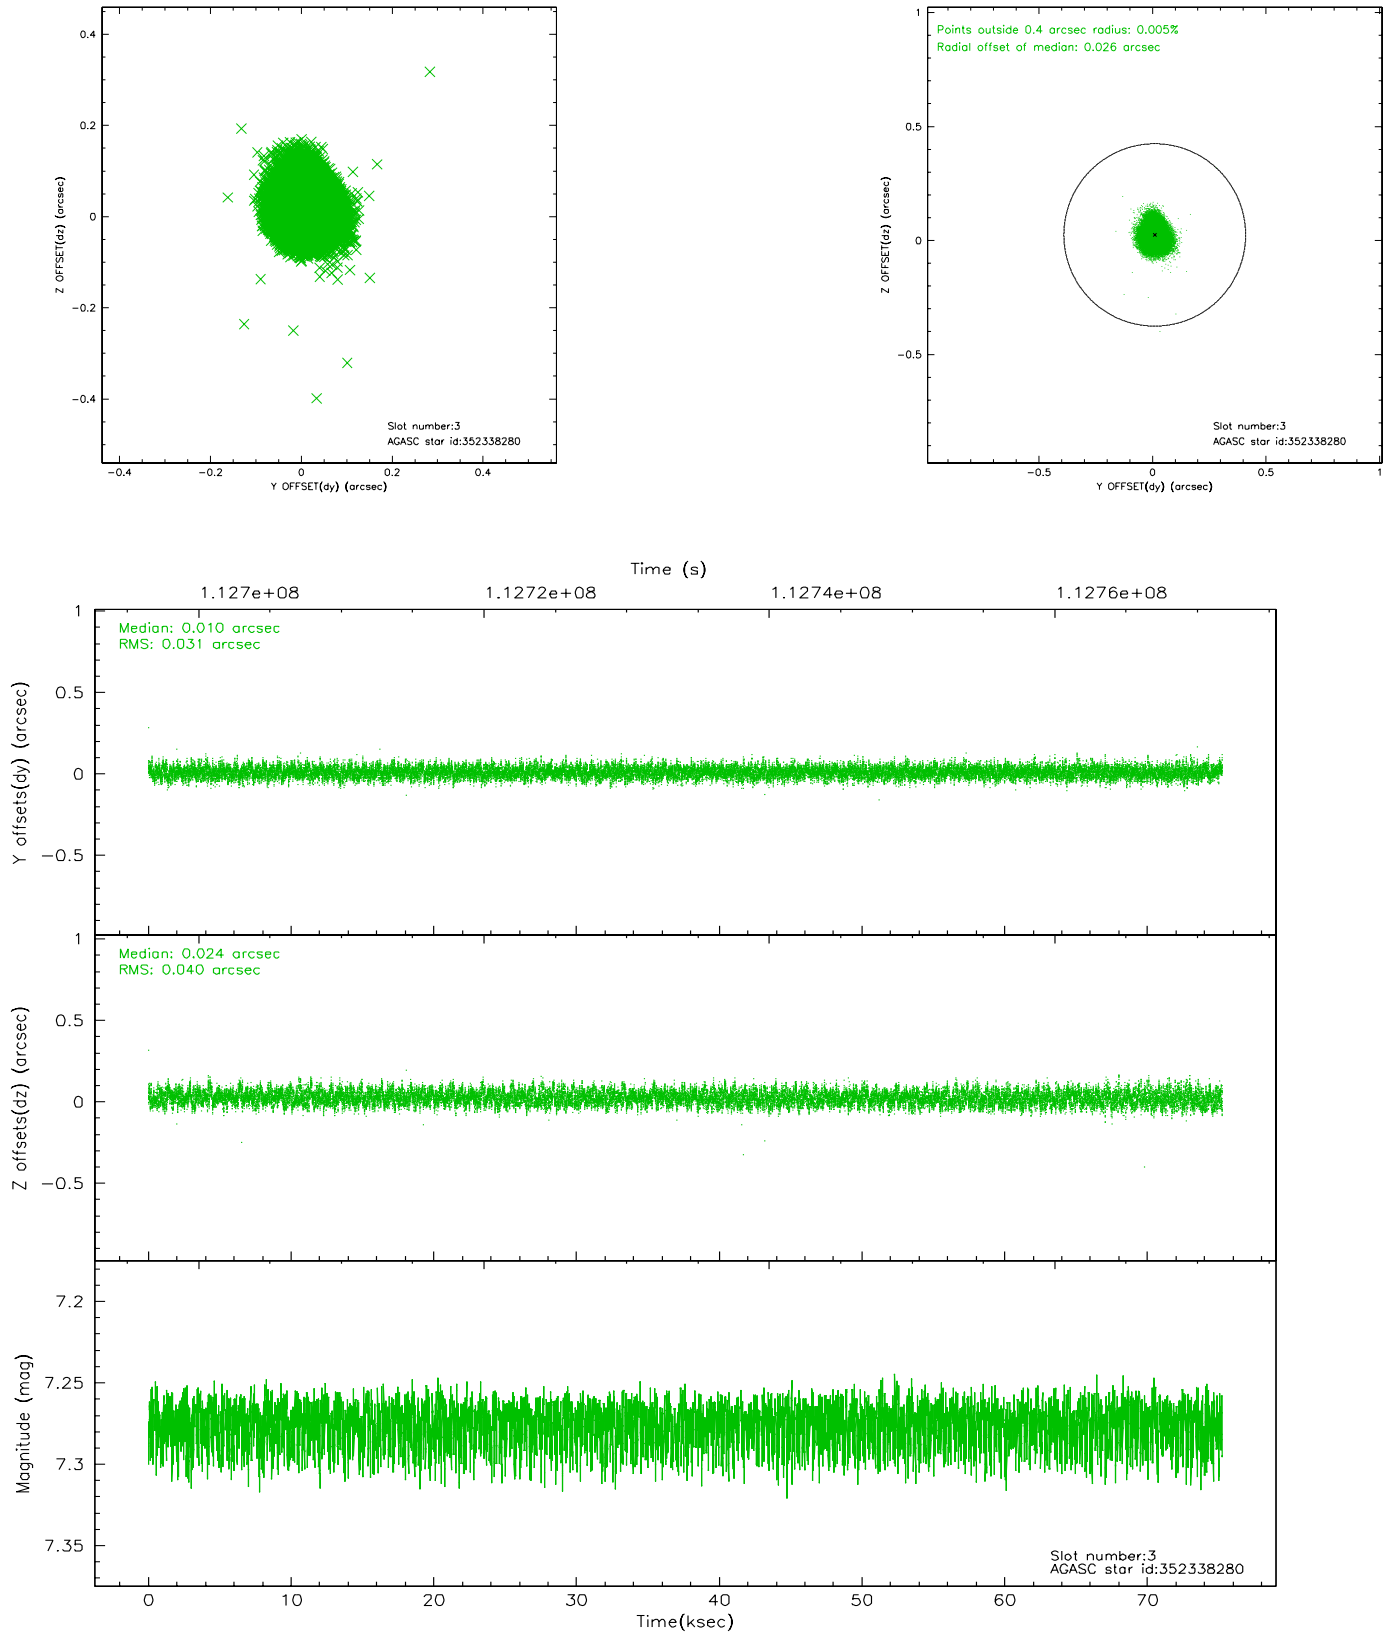 0.4
0.2
0
−0.2
−0.4
Z OFFSET(dz) (arcsec)
Slot number:3
AGASC star id:352338280
−0.4 −0.2 0 0.2 0.4
Y OFFSET(dy) (arcsec)
Points outside 0.4 arcsec radius: 0.005%
Radial offset of median: 0.026 arcsec
1
0.5
0
−0.5
Z OFFSET(dz) (arcsec)
Slot number:3
AGASC star id:352338280
−0.5 0 0.5 1
Y OFFSET(dy) (arcsec)
Time (s)
1.127e+08 1.1272e+08 1.1274e+08 1.1276e+08
Median: 0.010 arcsec
RMS: 0.031 arcsec
1
0.5
0
−0.5
Y offsets(dy) (arcsec)
Median: 0.024 arcsec
RMS: 0.040 arcsec
1
0.5
0
−0.5
Z offsets(dz) (arcsec)
7.2
7.25
7.3
7.35
Magnitude (mag)
Slot number:3
AGASC star id:352338280
0 10 20 30 40 50 60 70
Time(ksec)